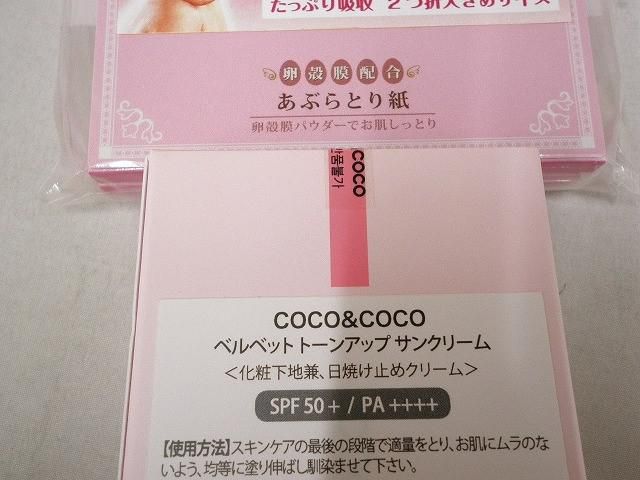 たっぷり吸収 2つ折大きめサイズ
卵殻膜配合
あぶらとり紙
卵殻膜パウダーでお肌しっとり
COCO
반품불가
COCO&COCO
ベルベット トーンアップ サンクリーム
＜化粧下地兼、日焼け止めクリーム＞
SPF 50+ / PA ++++
【使用方法】スキンケアの最後の段階で適量をとり、お肌にムラのな
いよう、均等に塗り伸ばし馴染ませて下さい。